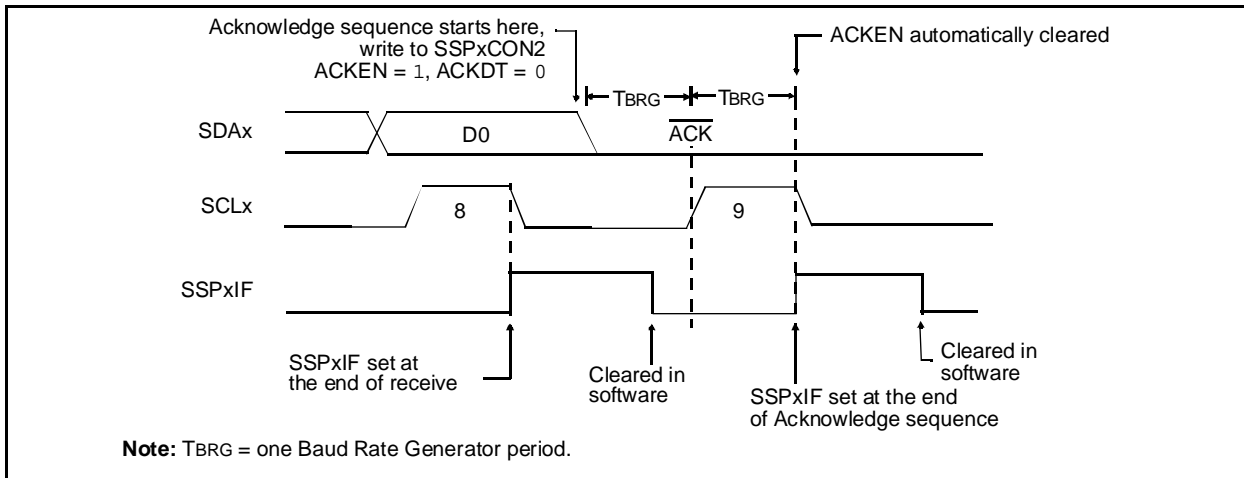 Acknowledge sequence starts here,
write to SSPxCON2
ACKEN = 1, ACKDT = 0
ACKEN automatically cleared
TBRG
TBRG
SDAx
D0
ACK
SCLx
8
9
SSPxIF
SSPxIF set at
the end of receive
Cleared in
software
SSPxIF set at the end
of Acknowledge sequence
Cleared in
software
Note: TBRG = one Baud Rate Generator period.